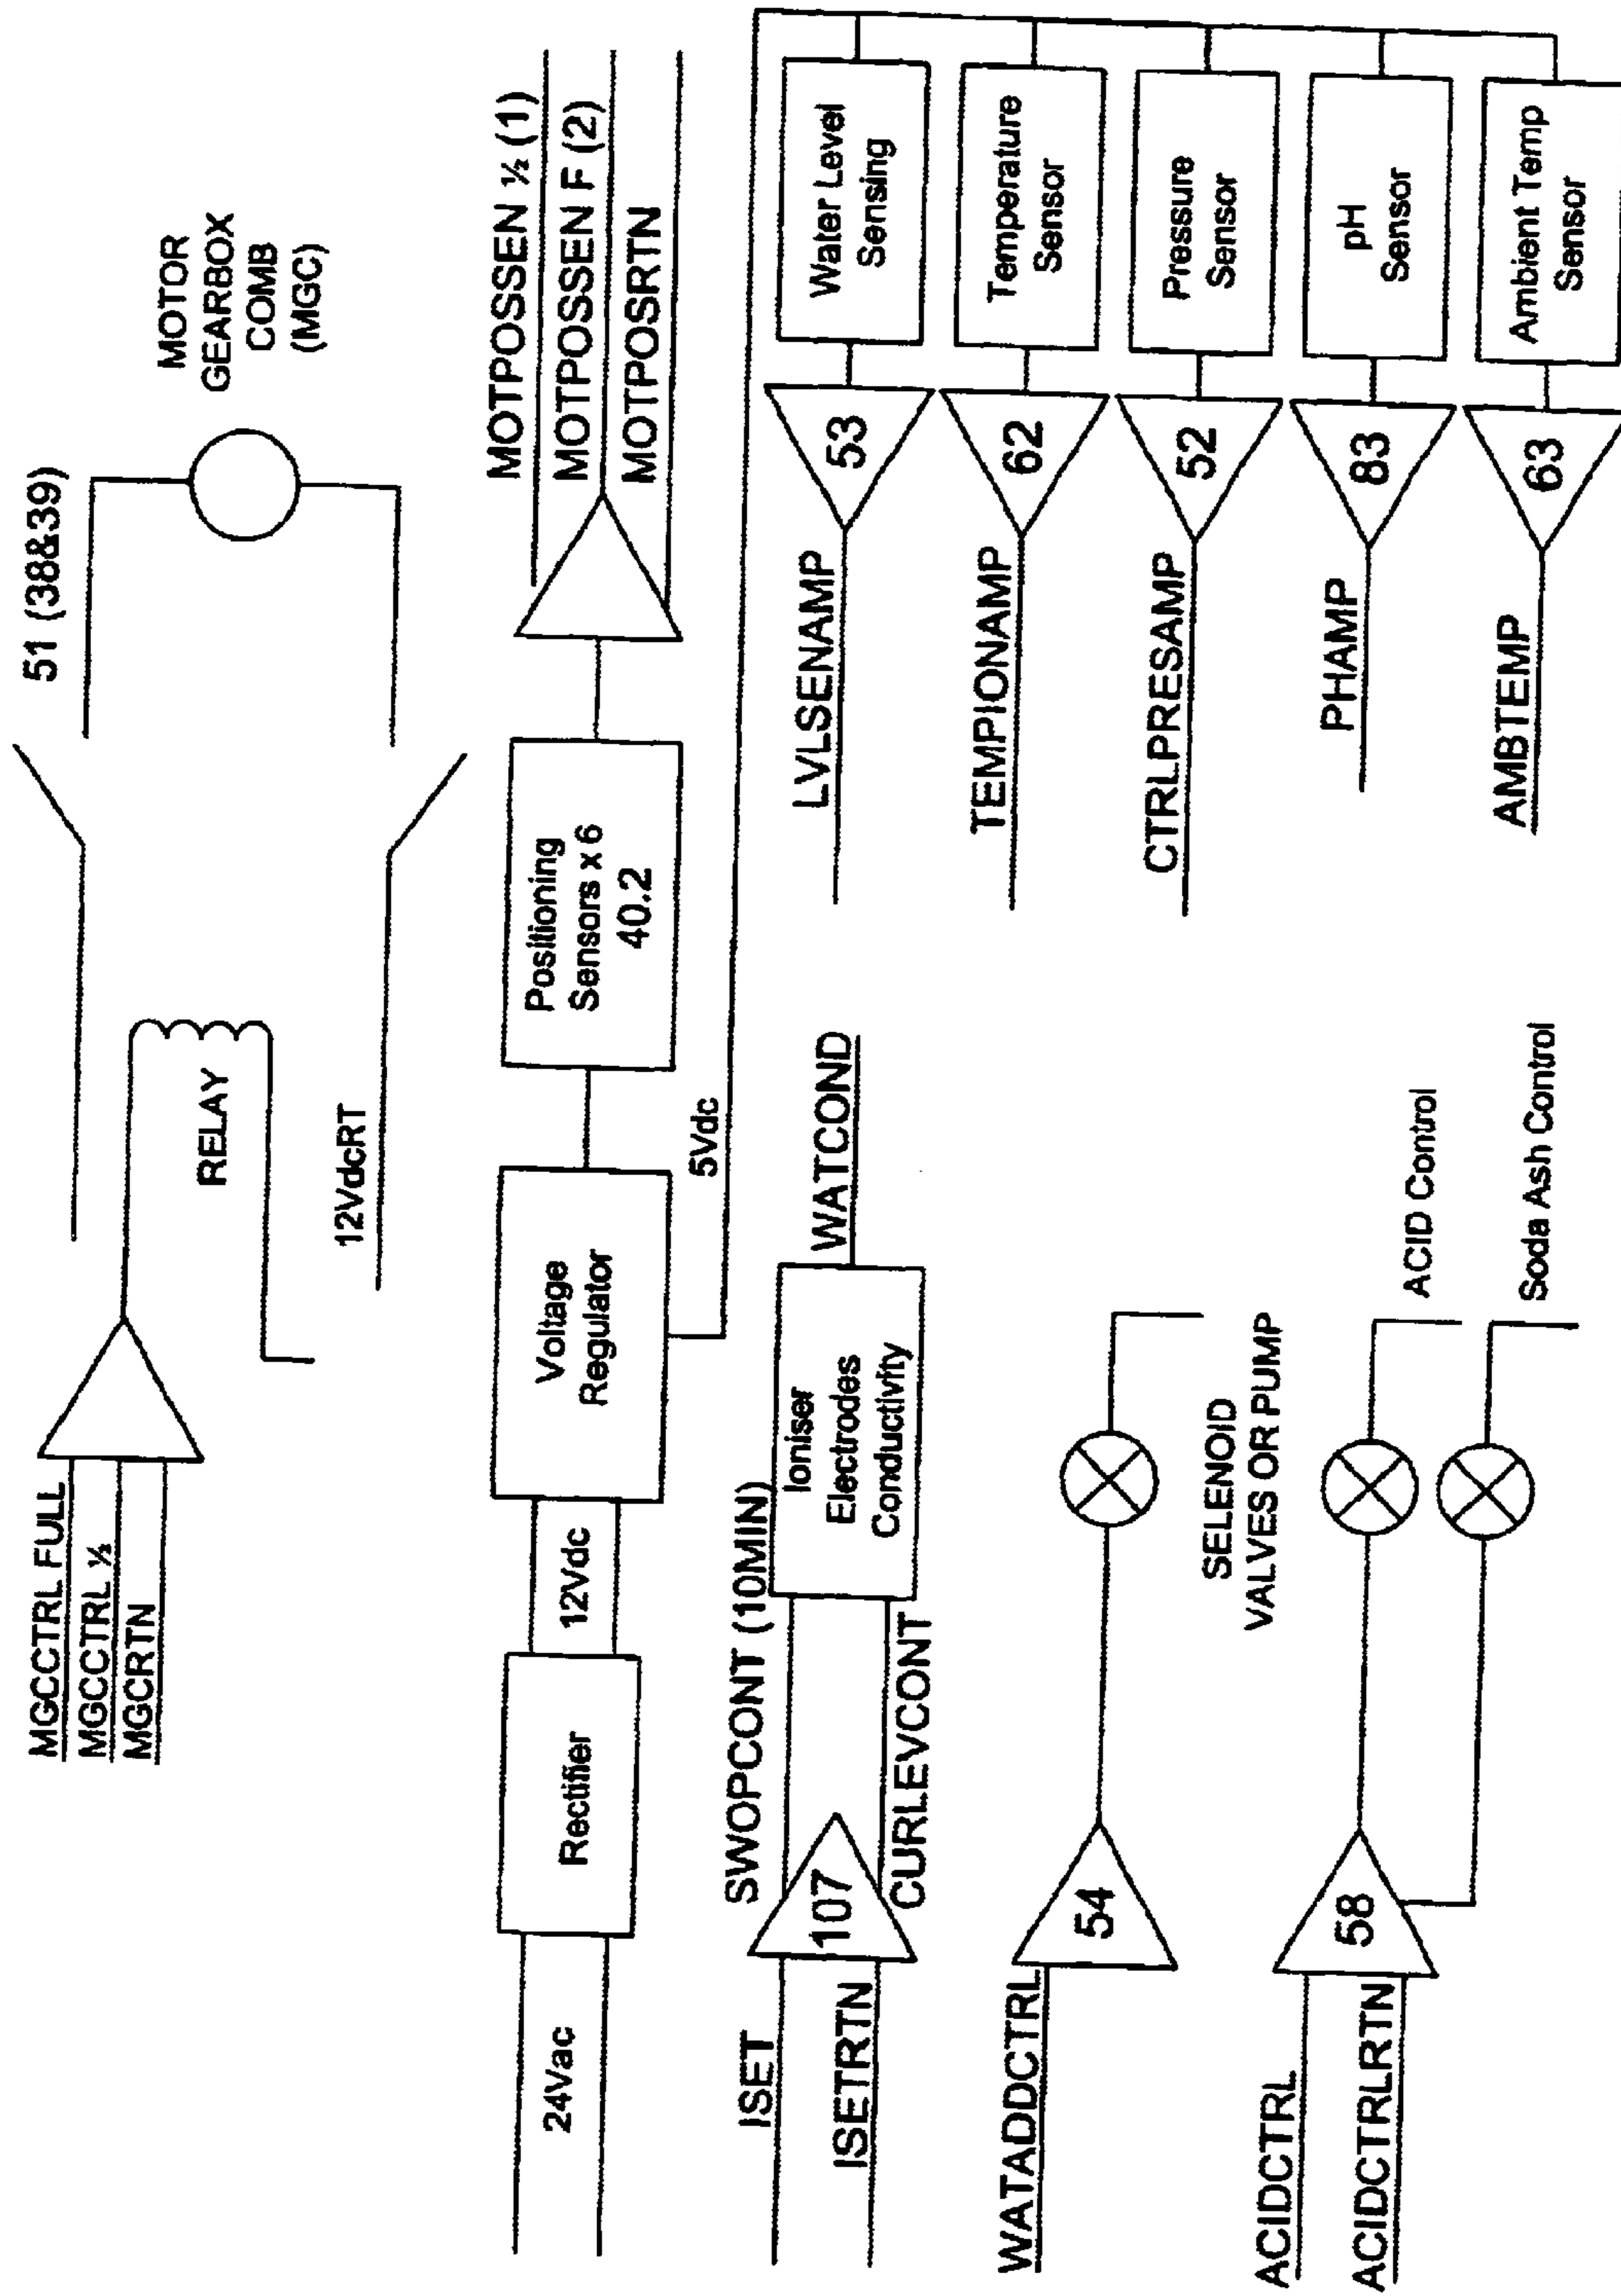 MGCCTRL FULL
MGCCTRL ½
MGCRTN
RELAY
12VdcRT
51 (38&39)
MOTOR
GEARBOX
COMB
(MGC)
24Vac
Rectifier
12Vdc
Voltage
Regulator
5Vdc
Positioning
Sensors x 6
40.2
MOTPOSSEN ½ (1)
MOTPOSSEN F (2)
MOTPOSRTN
ISET
ISETRTN
107
SWOPCONT (10MIN)
CURLEVCONT
Ioniser
Electrodes
Conductivity
WATCOND
LVLSENAMP
53
Water Level
Sensing
TEMPIONAMP
62
Temperature
Sensor
CTRLPRESAMP
52
Pressure
Sensor
PHAMP
83
pH
Sensor
AMBTEMP
63
Ambient Temp
Sensor
WATADDCTRL
54
SELENOID
VALVES OR PUMP
ACIDCTRL
ACIDCTRLRTN
58
ACID Control
Soda Ash Control